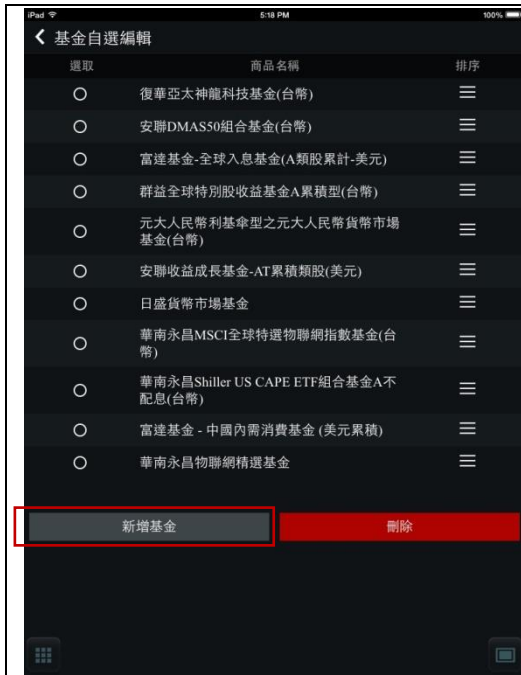 iPad 5:18 PM 100%
基金自選編輯
選取 商品名稱 排序
復華亞太神龍科技基金(台幣)
安聯DMAS50組合基金(台幣)
富達基金-全球入息基金(A類股累計-美元)
群益全球特別股收益基金A累積型(台幣)
元大人民幣利基傘型之元大人民幣貨幣市場
基金(台幣)
安聯收益成長基金-AT累積類股(美元)
日盛貨幣市場基金
華南永昌MSCI全球特選物聯網指數基金(台
幣)
華南永昌Shiller US CAPE ETF組合基金A不
配息(台幣)
富達基金 - 中國內需消費基金 (美元累積)
華南永昌物聯網精選基金
新增基金 刪除